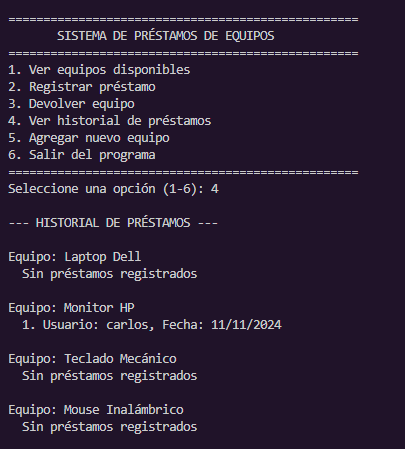 ==================================================
SISTEMA DE PRÉSTAMOS DE EQUIPOS
==================================================
1. Ver equipos disponibles
2. Registrar préstamo
3. Devolver equipo
4. Ver historial de préstamos
5. Agregar nuevo equipo
6. Salir del programa
==================================================
Seleccione una opción (1-6): 4
--- HISTORIAL DE PRÉSTAMOS ---
Equipo: Laptop Dell
Sin préstamos registrados
Equipo: Monitor HP
1. Usuario: carlos, Fecha: 11/11/2024
Equipo: Teclado Mecánico
Sin préstamos registrados
Equipo: Mouse Inalámbrico
Sin préstamos registrados